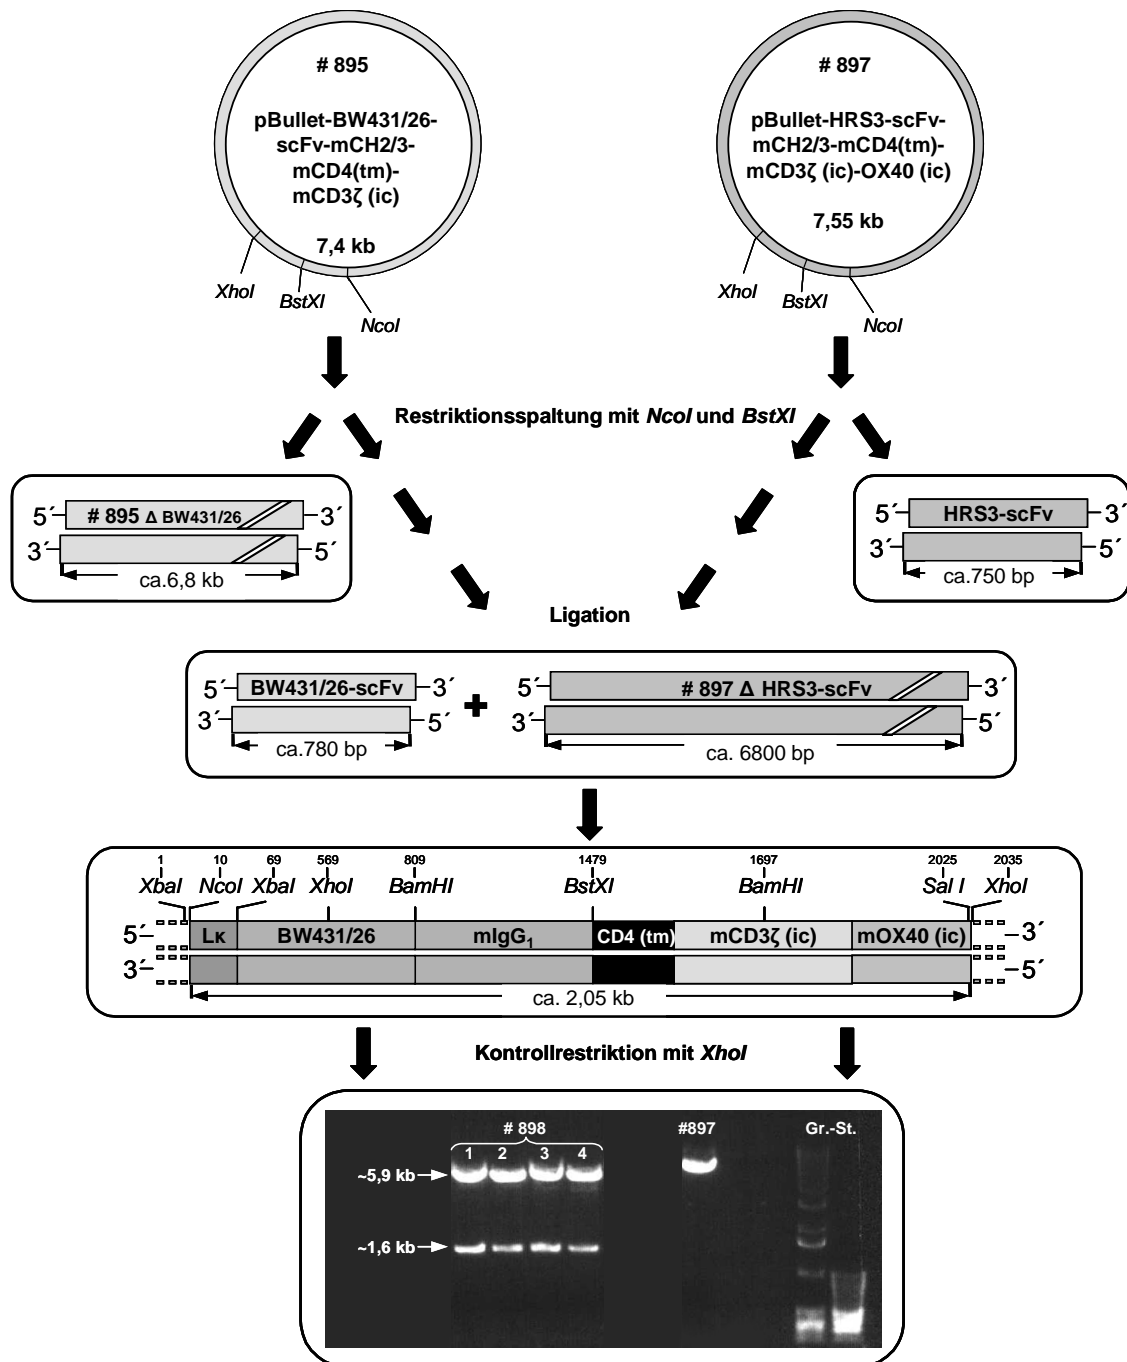 # 895
pBullet-BW431/26-
scFv-mCH2/3-
mCD4(tm)-
mCD3ζ (ic)
7,4 kb
XhoI
BstXI
NcoI
# 897
pBullet-HRS3-scFv-
mCH2/3-mCD4(tm)-
mCD3ζ (ic)-OX40 (ic)
7,55 kb
XhoI
BstXI
NcoI
Restriktionsspaltung mit NcoI und BstXI
5´ # 895 Δ BW431/26 3´
3´ 5´
ca.6,8 kb
5´ HRS3-scFv 3´
3´ 5´
ca.750 bp
Ligation
5´ BW431/26-scFv 3´
3´ 5´
ca.780 bp
+
5´ # 897 Δ HRS3-scFv 3´
3´ 5´
ca. 6800 bp
1 10 69 569 809 1479 1697 2025 2035
XbaI NcoI XbaI XhoI BamHI BstXI BamHI Sal I XhoI
5´ Lκ BW431/26 mIgG1 CD4 (tm) mCD3ζ (ic) mOX40 (ic) 3´
3´ 5´
ca. 2,05 kb
Kontrollrestriktion mit XhoI
# 898 #897 Gr.-St.
1 2 3 4
~5,9 kb
~1,6 kb